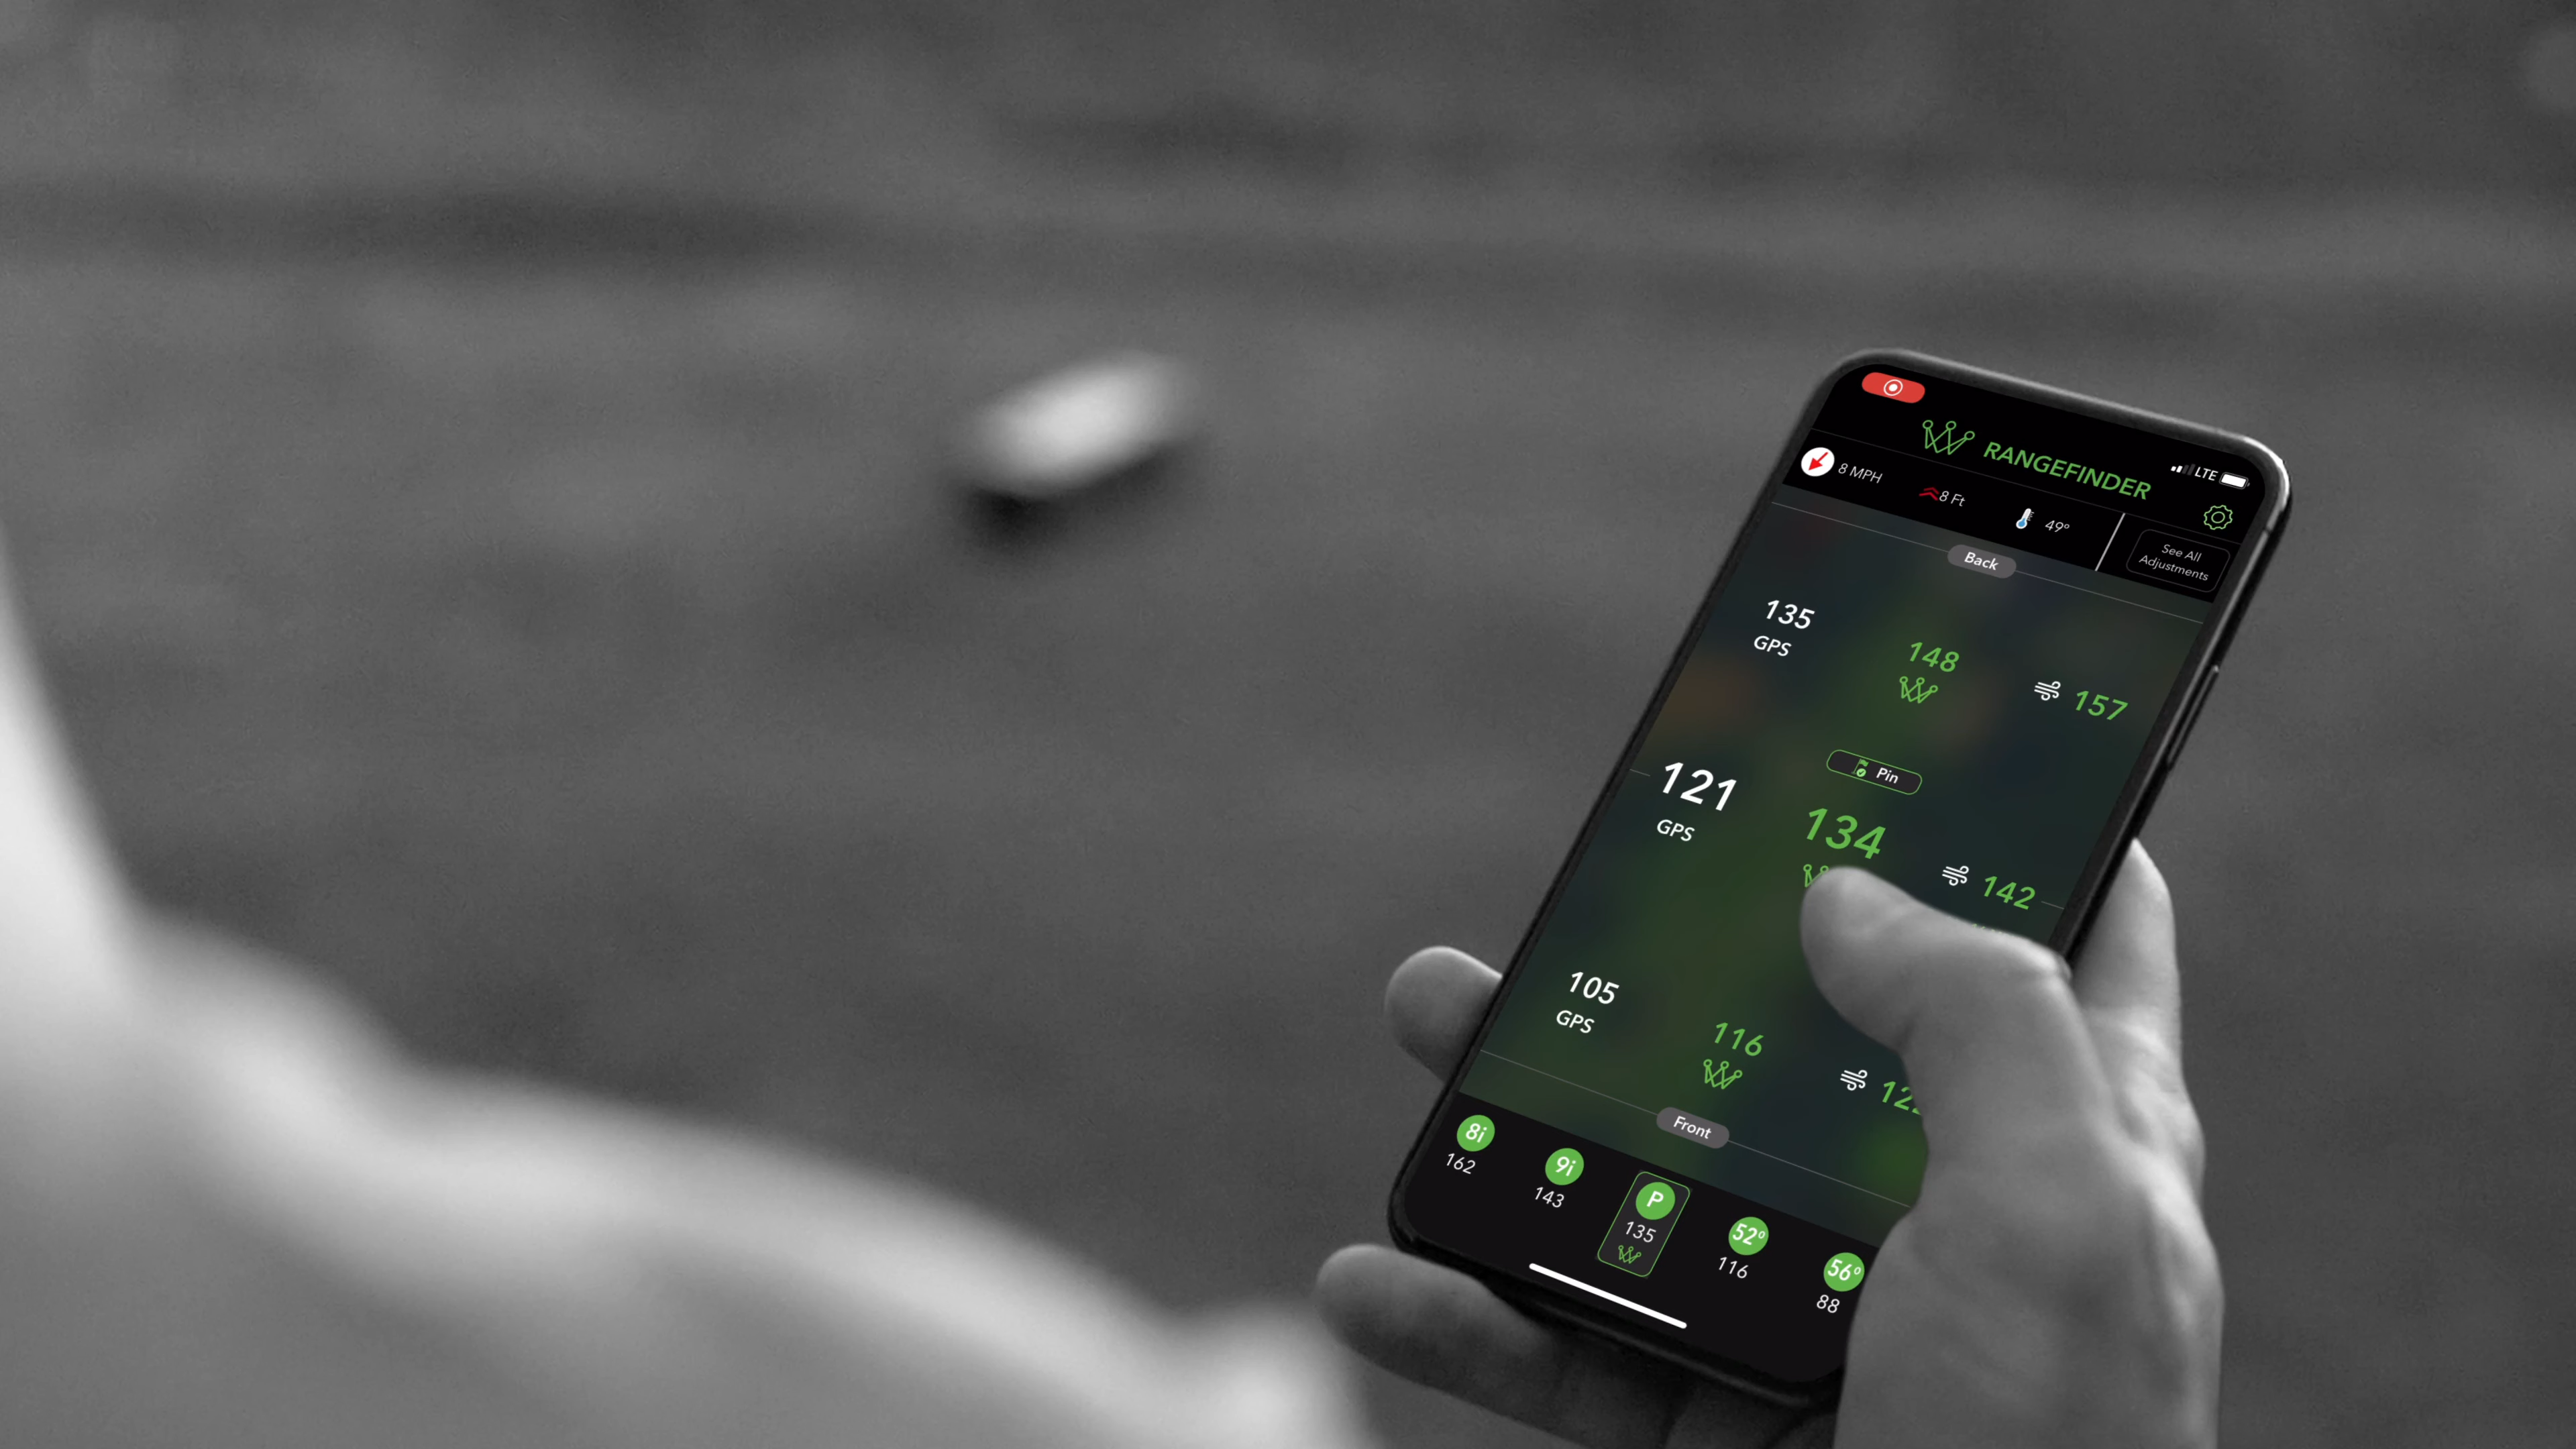 RANGEFINDER
LTE
8 MPH
8 Ft
49°
See All
Adjustments
Back
135
GPS
148
157
Pin
121
GPS
134
142
105
GPS
116
Front
8i
162
9i
143
P
135
52°
116
56°
88